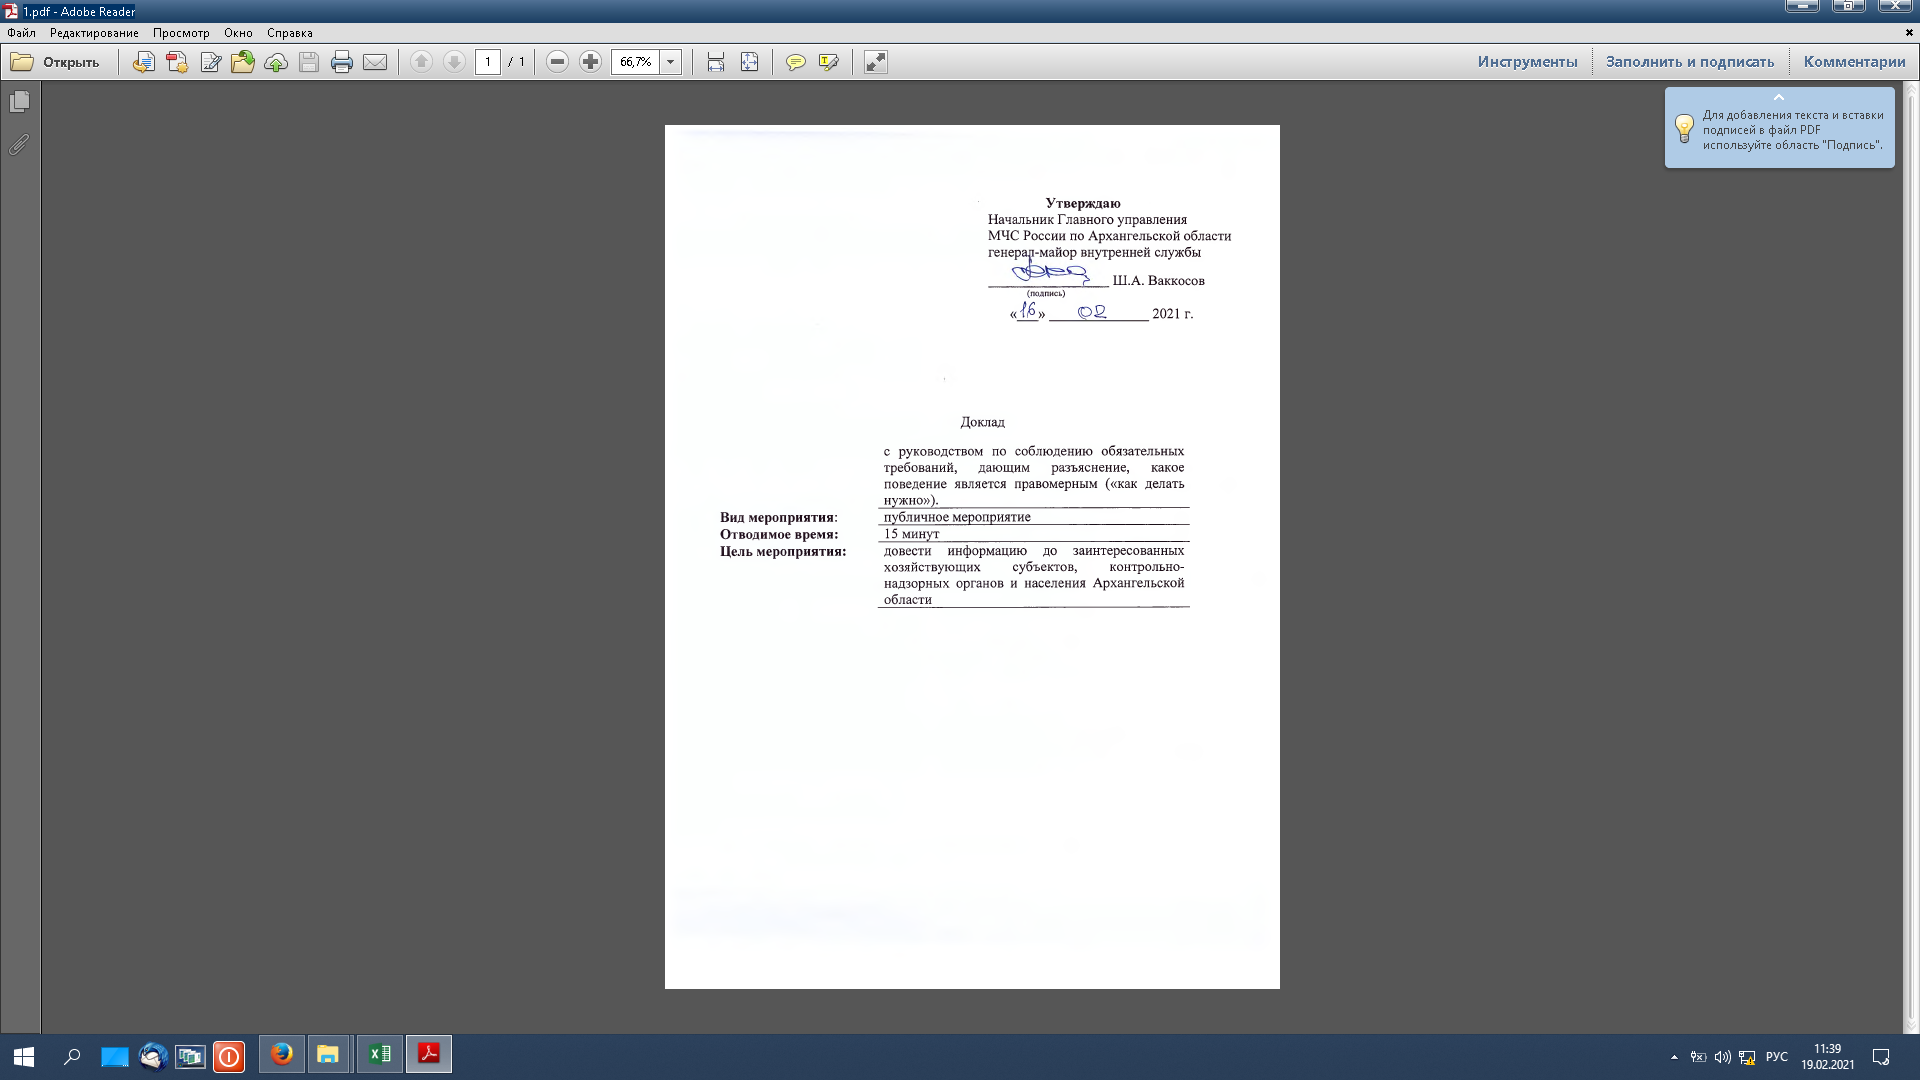 1.pdf - Adobe Reader
Файл Редактирование Просмотр Окно Справка
Открыть 1 / 1 66,7% Инструменты Заполнить и подписать Комментарии
Для добавления текста и вставки
подписей в файл PDF
используйте область "Подпись".
Утверждаю
Начальник Главного управления
МЧС России по Архангельской области
генерал-майор внутренней службы
Ш.А. Ваккосов
(подпись)
«16» 02 2021 г.
Доклад
с руководством по соблюдению обязательных
требований, дающим разъяснение, какое
поведение является правомерным («как делать
нужно»).
Вид мероприятия: публичное мероприятие
Отводимое время: 15 минут
Цель мероприятия: довести информацию до заинтересованных
хозяйствующих субъектов, контрольно-
надзорных органов и населения Архангельской
области
РУС
11:39
19.02.2021